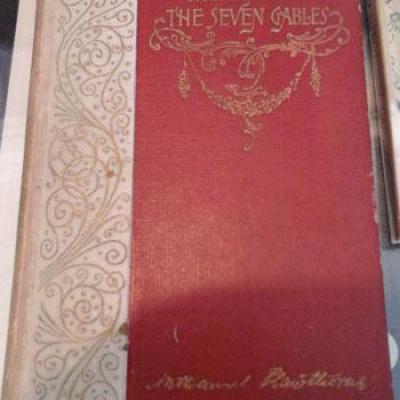 THE SEVEN GABLES
Nathaniel Hawthorne